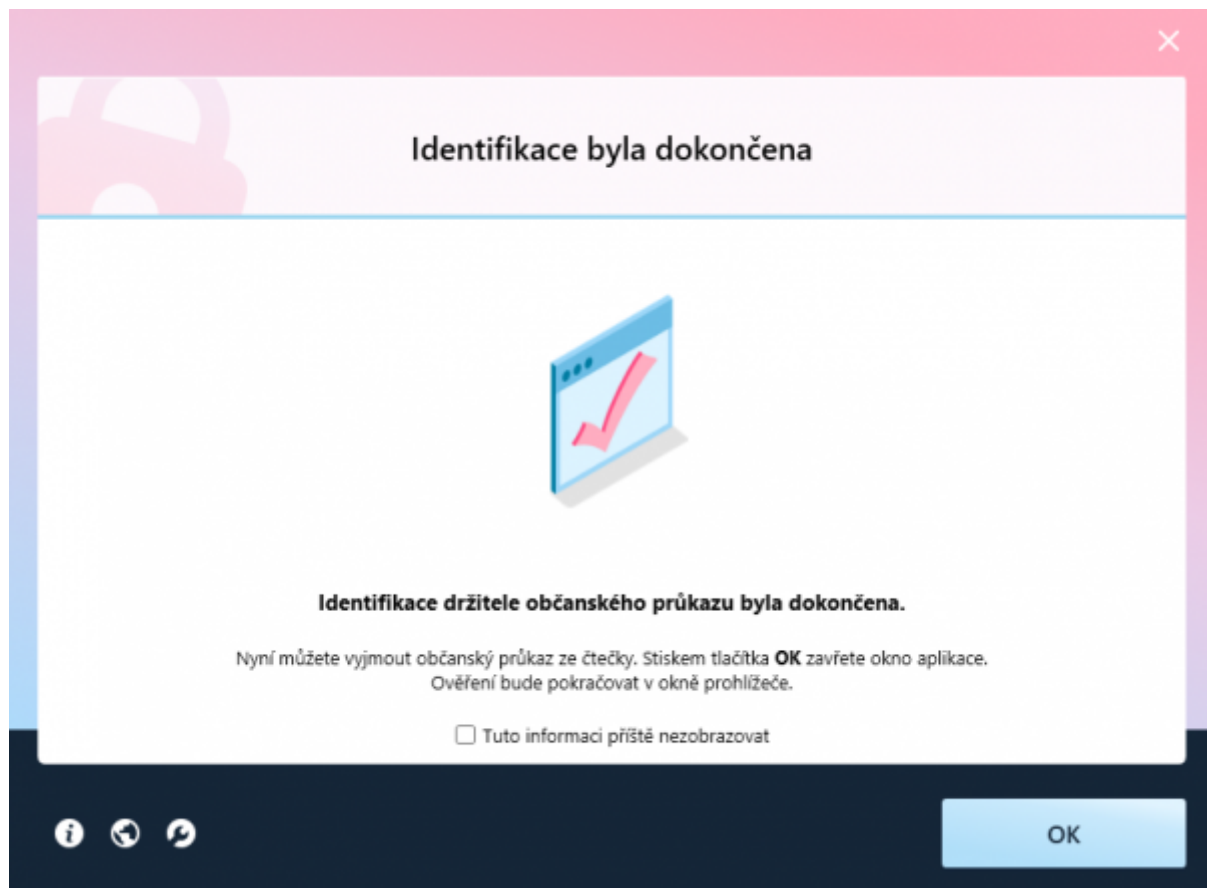 Identifikace byla dokončena
Identifikace držitele občanského průkazu byla dokončena.
Nyní můžete vyjmout občanský průkaz ze čtečky. Stiskem tlačítka OK zavřete okno aplikace.
Ověření bude pokračovat v okně prohlížeče.
Tuto informaci příště nezobrazovat
OK